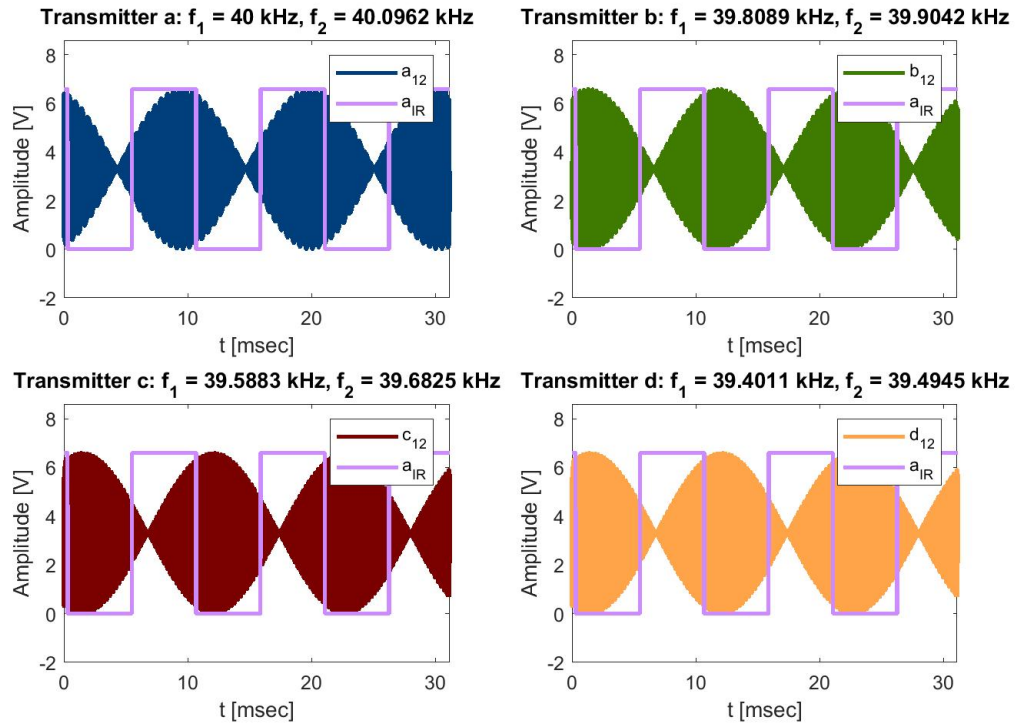 Transmitter a: f1 = 40 kHz, f2 = 40.0962 kHz
8
6
4
2
0
-2
Amplitude [V]
a12
aIR
0
10
20
30
t [msec]
Transmitter b: f1 = 39.8089 kHz, f2 = 39.9042 kHz
8
6
4
2
0
-2
Amplitude [V]
b12
aIR
0
10
20
30
t [msec]
Transmitter c: f1 = 39.5883 kHz, f2 = 39.6825 kHz
8
6
4
2
0
-2
Amplitude [V]
c12
aIR
0
10
20
30
t [msec]
Transmitter d: f1 = 39.4011 kHz, f2 = 39.4945 kHz
8
6
4
2
0
-2
Amplitude [V]
d12
aIR
0
10
20
30
t [msec]